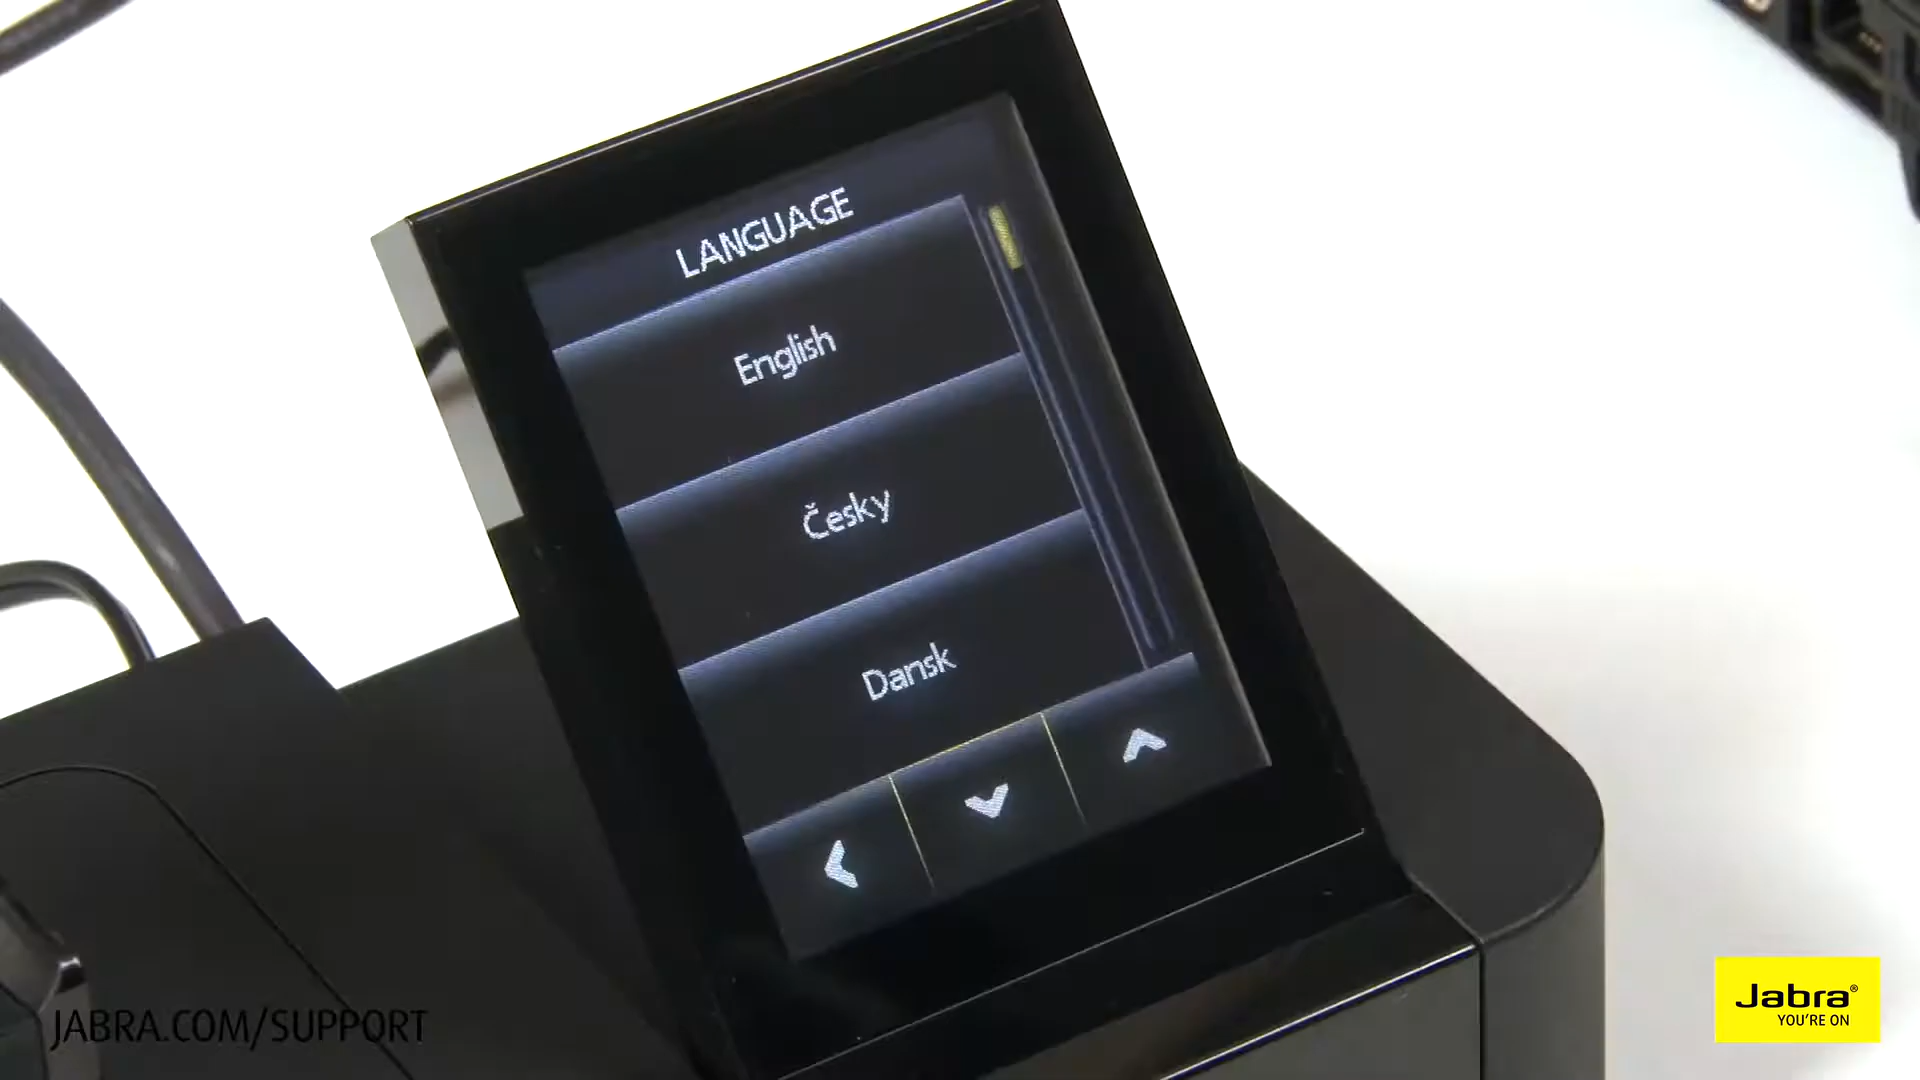 LANGUAGE
English
Česky
Dansk
JABRA.COM/SUPPORT
Jabra®
YOU'RE ON